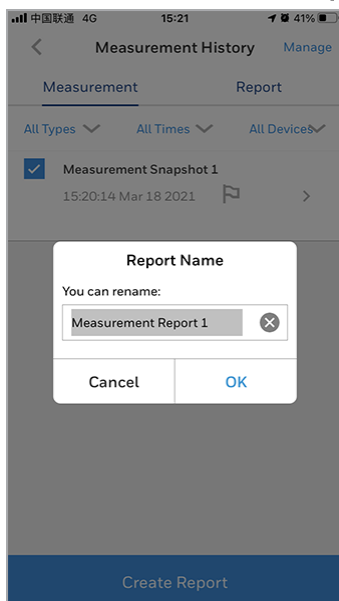 中国联通 4G 15:21 41%
Measurement History Manage
Measurement Report
All Types All Times All Devices
Measurement Snapshot 1
15:20:14 Mar 18 2021
Report Name
You can rename:
Measurement Report 1
Cancel OK
Create Report